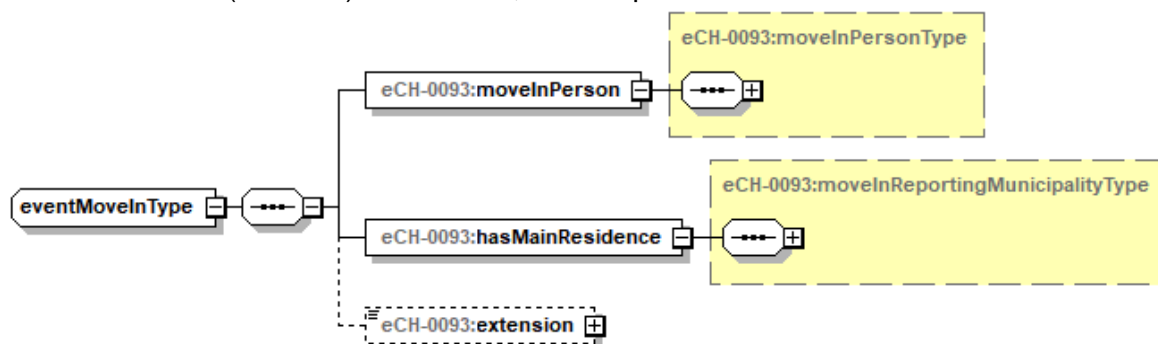 eCH-0093:moveInPersonType
eCH-0093:moveInPerson
eCH-0093:moveInReportingMunicipalityType
eventMoveInType
eCH-0093:hasMainResidence
eCH-0093:extension